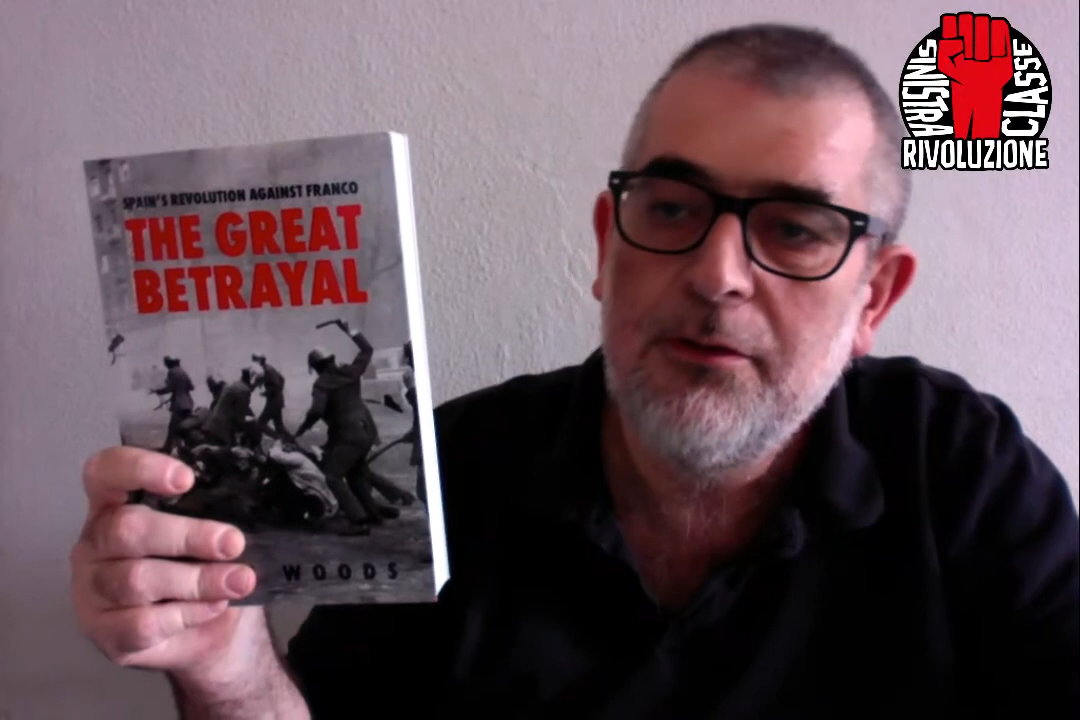 SPAIN'S REVOLUTION AGAINST FRANCO
THE GREAT
BETRAYAL
WOODS
SINISTRA
CLASSE
RIVOLUZIONE